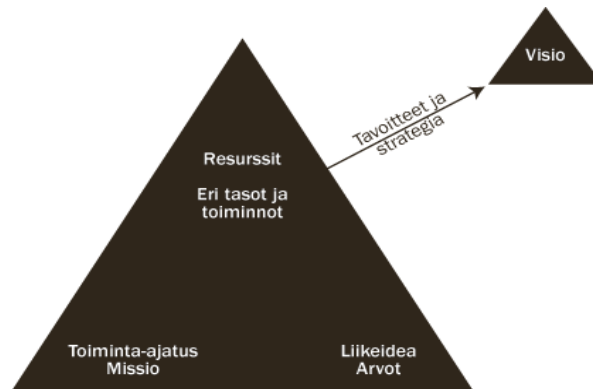 Visio
Tavoitteet ja
strategia
Resurssit
Eri tasot ja
toiminnot
Toiminta-ajatus
Missio
Liikeidea
Arvot